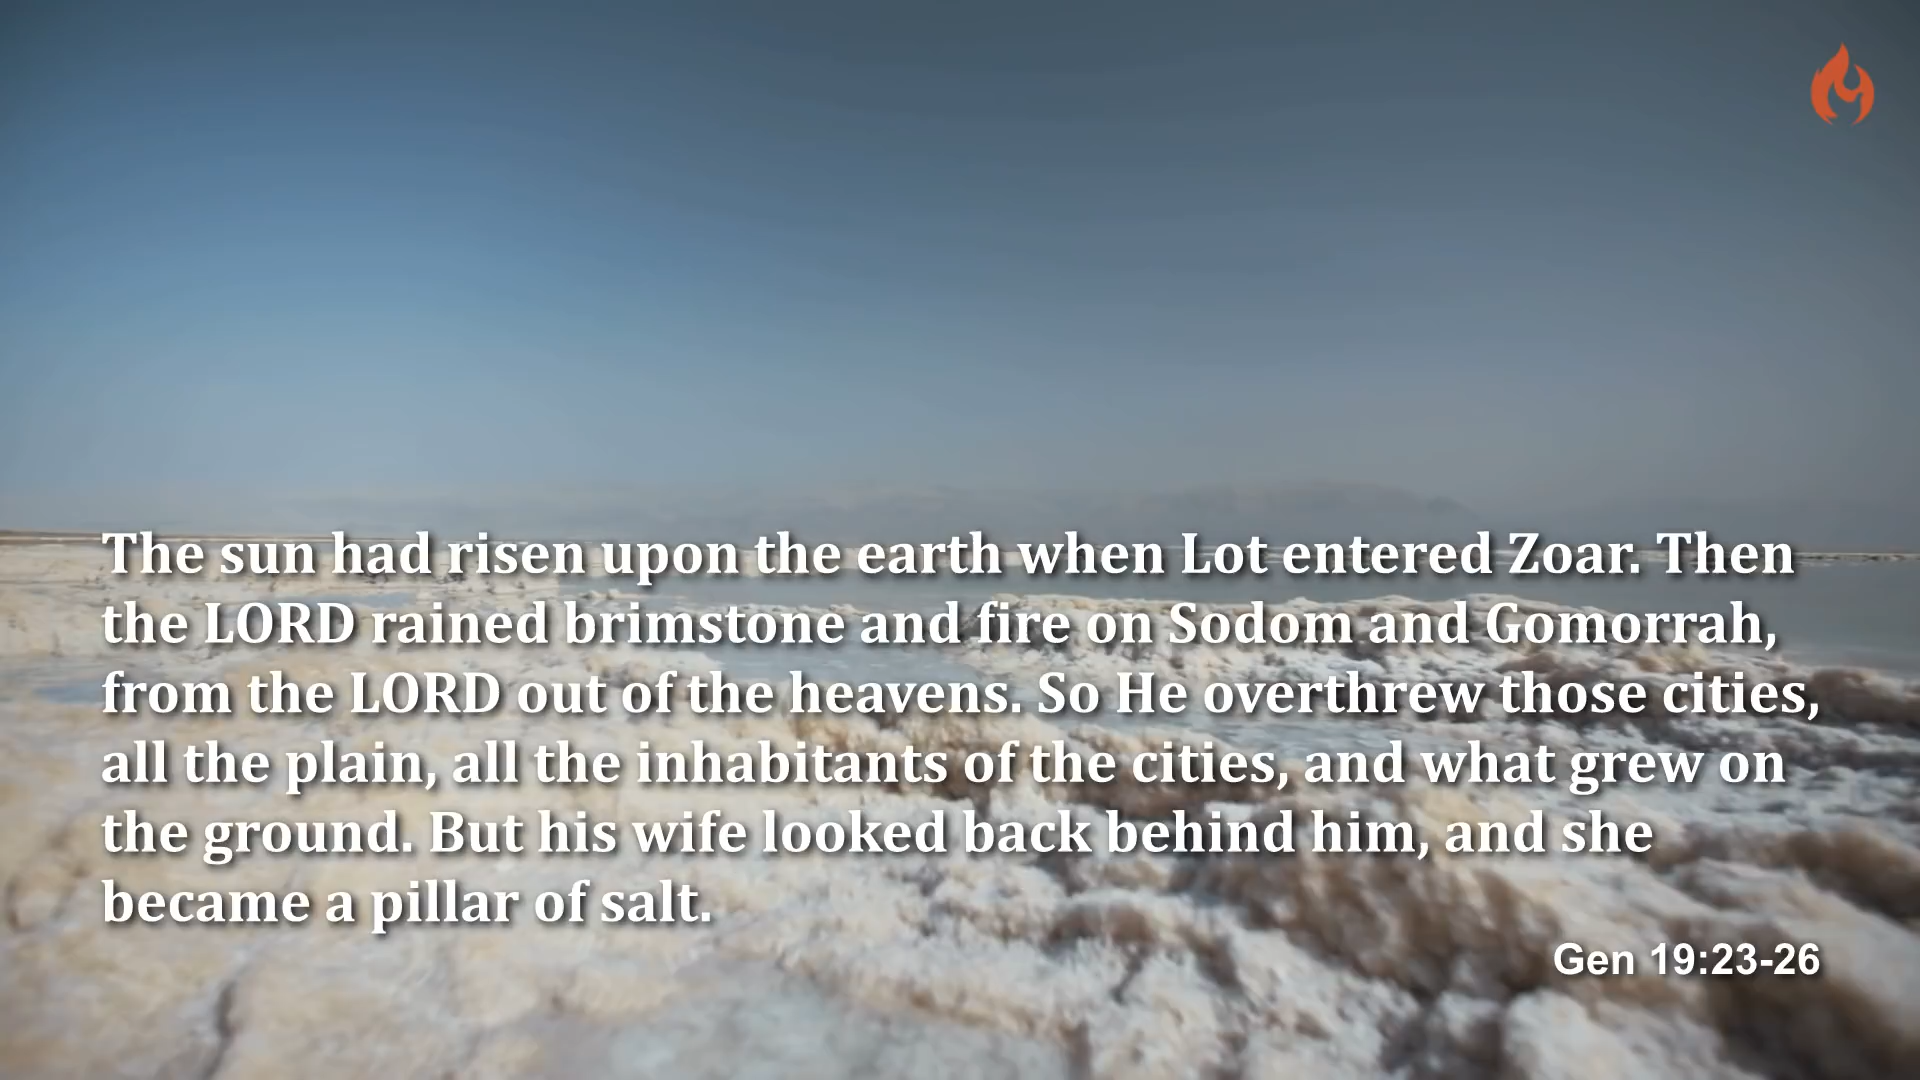 The sun had risen upon the earth when Lot entered Zoar. Then
the LORD rained brimstone and fire on Sodom and Gomorrah,
from the LORD out of the heavens. So He overthrew those cities,
all the plain, all the inhabitants of the cities, and what grew on
the ground. But his wife looked back behind him, and she
became a pillar of salt.
Gen 19:23-26